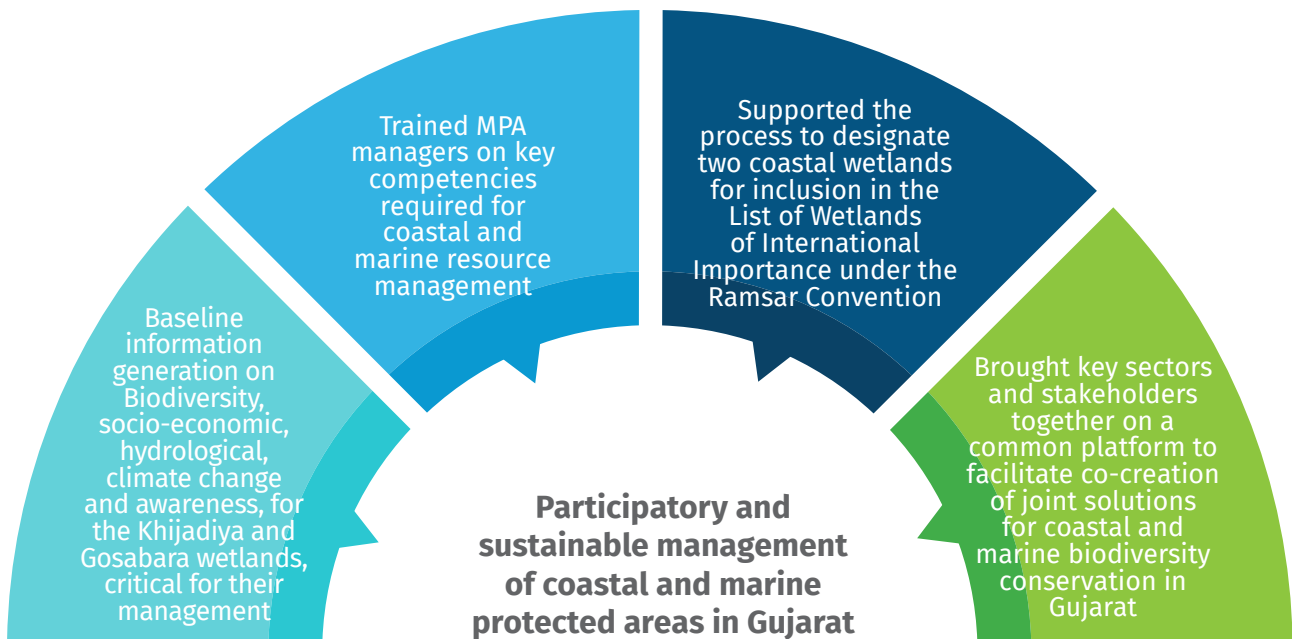 Baseline
information
generation on
Biodiversity,
socio-economic,
hydrological,
climate change
and awareness, for
the Khijadiya and
Gosabara wetlands,
critical for their
management
Trained MPA
managers on key
competencies
required for
coastal and
marine resource
management
Supported the
process to designate
two coastal wetlands
for inclusion in the
List of Wetlands
of International
Importance under the
Ramsar Convention
Brought key sectors
and stakeholders
together on a
common platform to
facilitate co-creation
of joint solutions
for coastal and
marine biodiversity
conservation in
Gujarat
Participatory and
sustainable management
of coastal and marine
protected areas in Gujarat